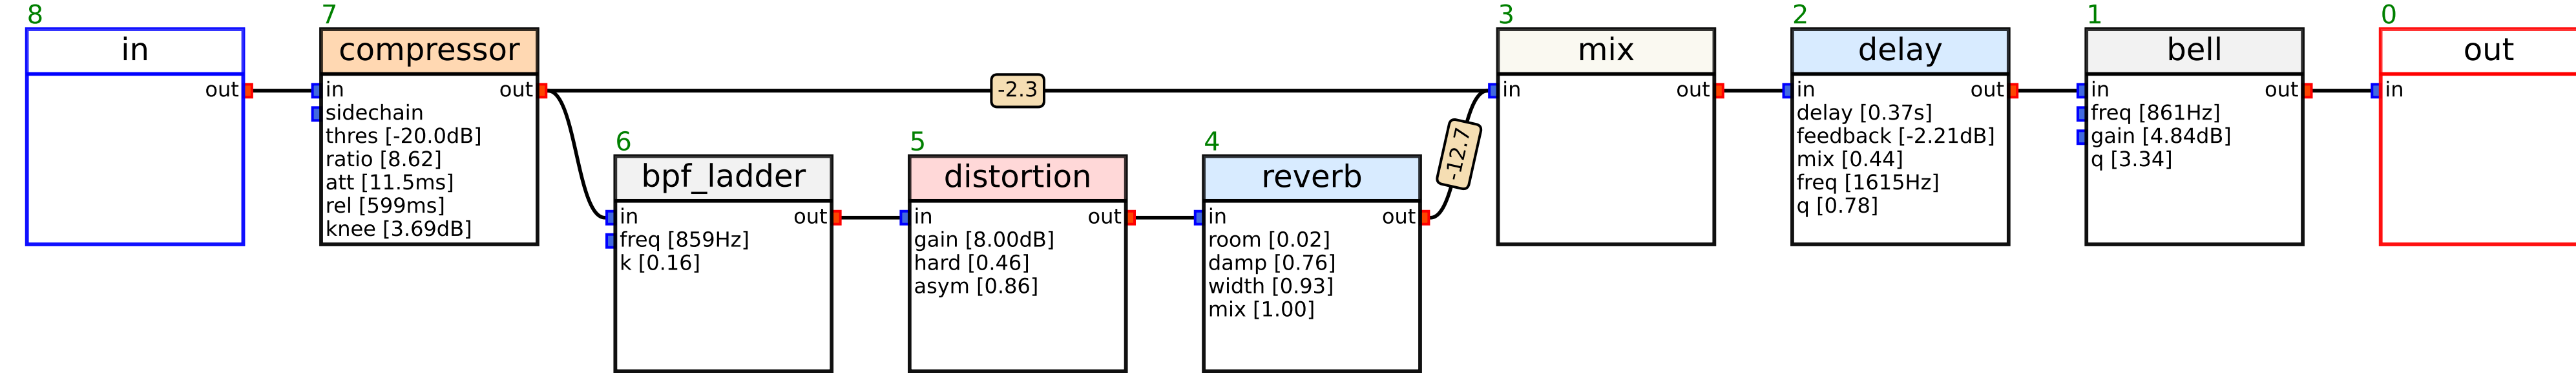 8
in
out
7
compressor
in
out
sidechain
thres [-20.0dB]
ratio [8.62]
att [11.5ms]
rel [599ms]
knee [3.69dB]
-2.3
6
bpf_ladder
in
out
freq [859Hz]
k [0.16]
5
distortion
in
out
gain [8.00dB]
hard [0.46]
asym [0.86]
4
reverb
in
out
room [0.02]
damp [0.76]
width [0.93]
mix [1.00]
-12.7
3
mix
in
out
2
delay
in
out
delay [0.37s]
feedback [-2.21dB]
mix [0.44]
freq [1615Hz]
q [0.78]
1
bell
in
out
freq [861Hz]
gain [4.84dB]
q [3.34]
0
out
in